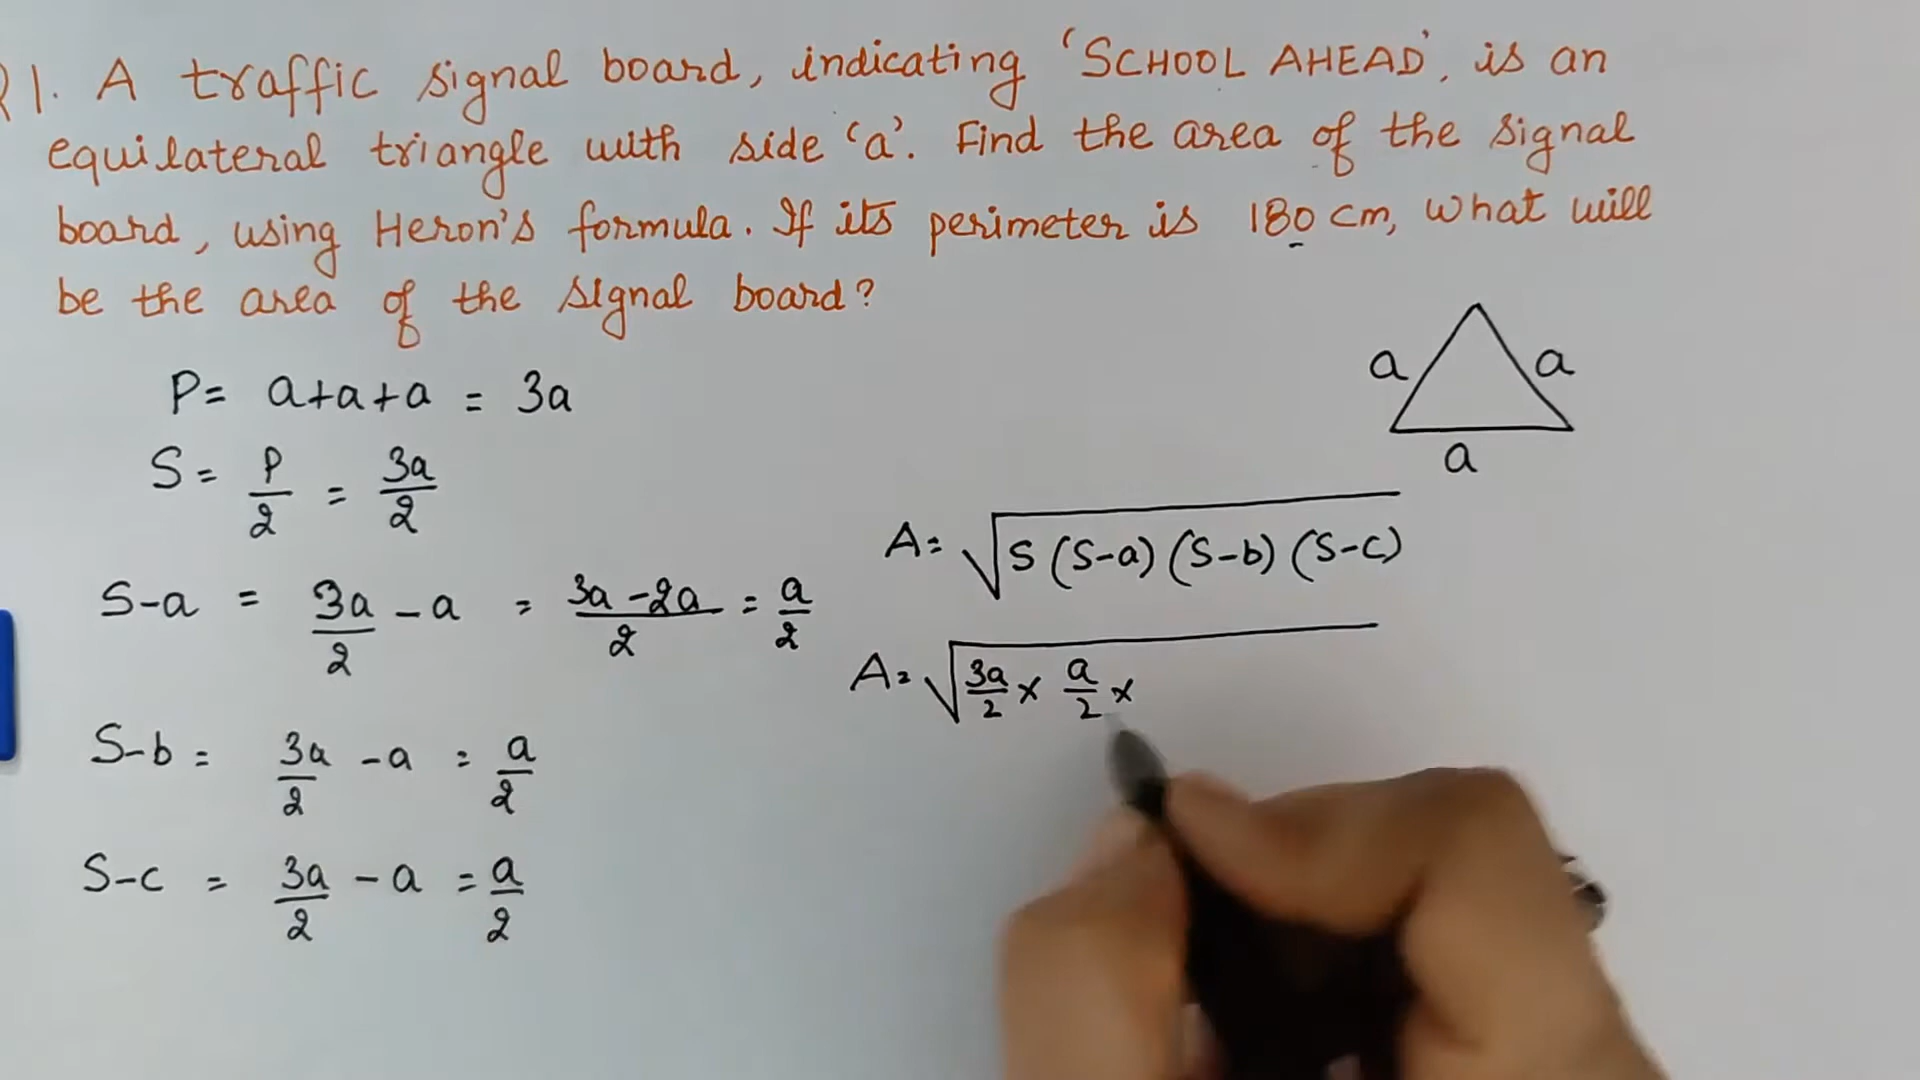 1. A traffic signal board, indicating 'SCHOOL AHEAD', is an
equilateral triangle with side 'a'. Find the area of the signal
board, using Heron's formula. If its perimeter is 180 cm, what will
be the area of the signal board?
a a
a
P= a+a+a = 3a
S= P/2 = 3a/2
A= √S(S-a)(S-b)(S-c)
S-a = 3a/2 - a = 3a-2a/2 = a/2
A= √3a/2 × a/2 ×
S-b = 3a/2 - a = a/2
S-c = 3a/2 - a = a/2